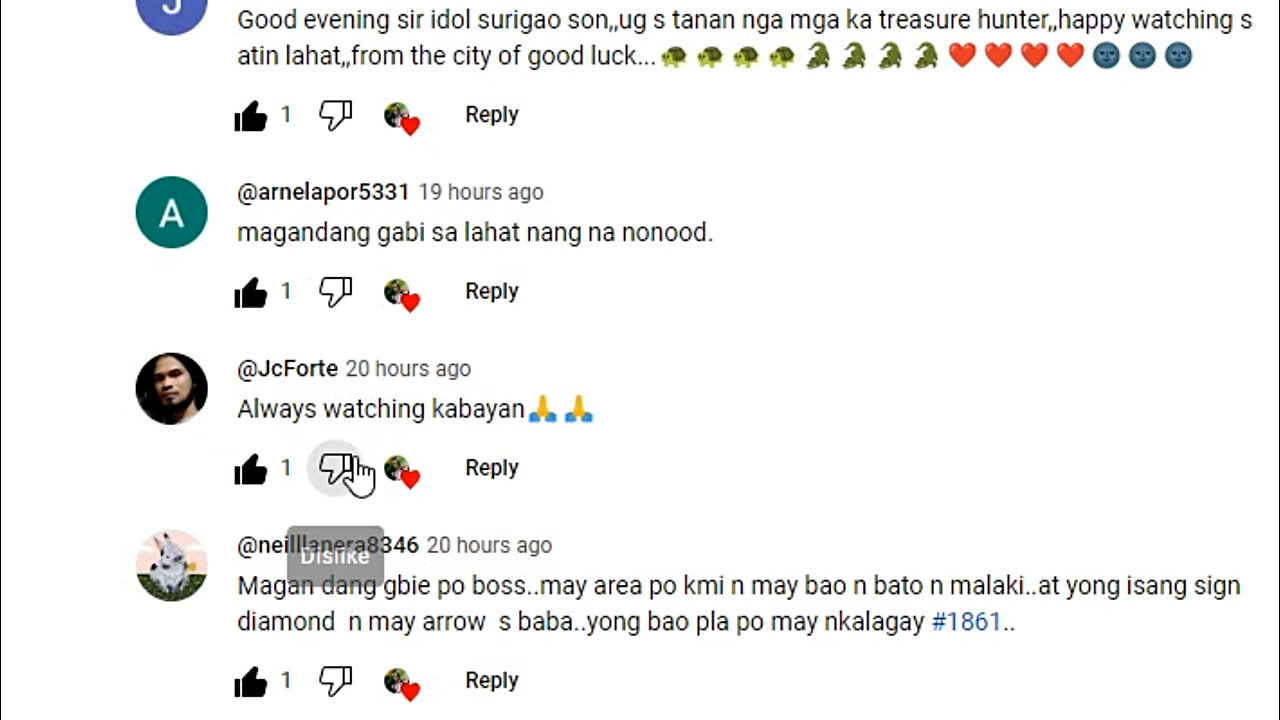 J
Good evening sir idol surigao son,,ug s tanan nga mga ka treasure hunter,,happy watching s
atin lahat,,from the city of good luck...🐢🐢🐢🐢🐊🐊🐊🐊❤️❤️❤️❤️🌚🌚🌚
1 Reply
A
@arnelapor5331 19 hours ago
magandang gabi sa lahat nang na nonood.
1 Reply
@JcForte 20 hours ago
Always watching kabayan🙏🙏
1 Reply
@neilllanera8346 20 hours ago
Dislike
Magan dang gbie po boss..may area po kmi n may bao n bato n malaki..at yong isang sign
diamond n may arrow s baba..yong bao pla po may nkalagay #1861..
1 Reply